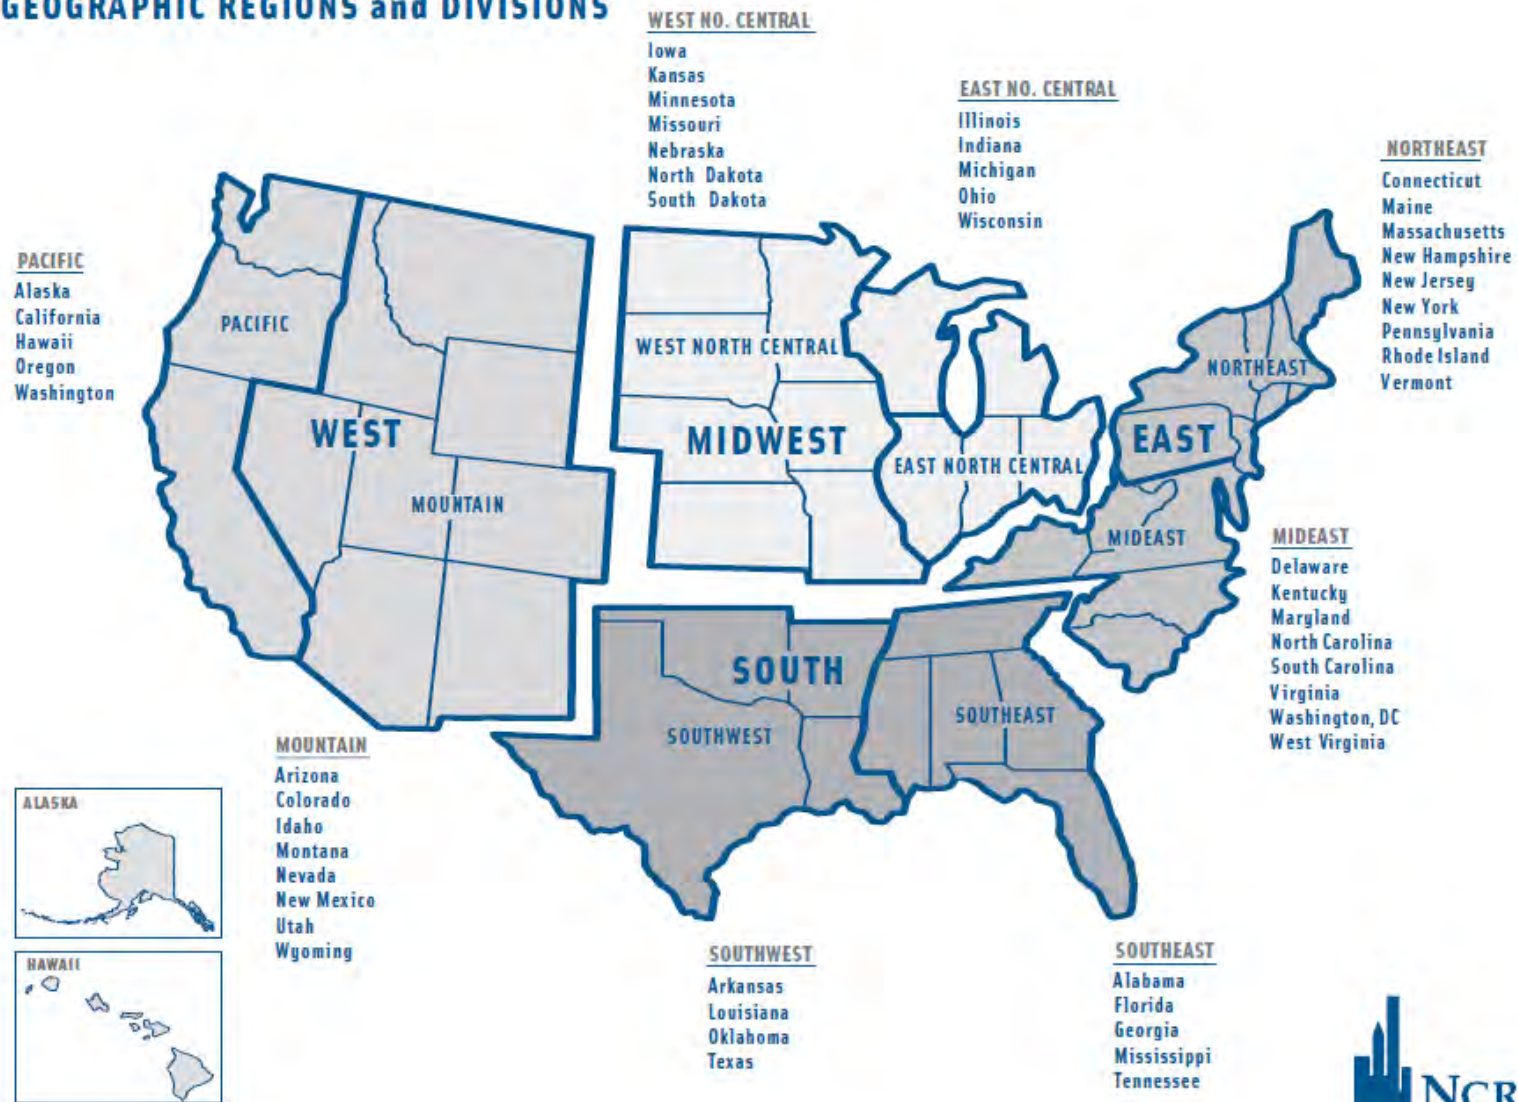 GEOGRAPHIC REGIONS and DIVISIONS
WEST NO. CENTRAL
Iowa
Kansas
Minnesota
Missouri
Nebraska
North Dakota
South Dakota
EAST NO. CENTRAL
Illinois
Indiana
Michigan
Ohio
Wisconsin
NORTHEAST
Connecticut
Maine
Massachusetts
New Hampshire
New Jersey
New York
Pennsylvania
Rhode Island
Vermont
PACIFIC
Alaska
California
Hawaii
Oregon
Washington
PACIFIC
WEST
MOUNTAIN
WEST NORTH CENTRAL
MIDWEST
EAST NORTH CENTRAL
NORTHEAST
EAST
MIDEAST
MIDEAST
Delaware
Kentucky
Maryland
North Carolina
South Carolina
Virginia
Washington, DC
West Virginia
SOUTH
SOUTHWEST
SOUTHEAST
MOUNTAIN
Arizona
Colorado
Idaho
Montana
Nevada
New Mexico
Utah
Wyoming
ALASKA
HAWAII
SOUTHWEST
Arkansas
Louisiana
Oklahoma
Texas
SOUTHEAST
Alabama
Florida
Georgia
Mississippi
Tennessee
NCR